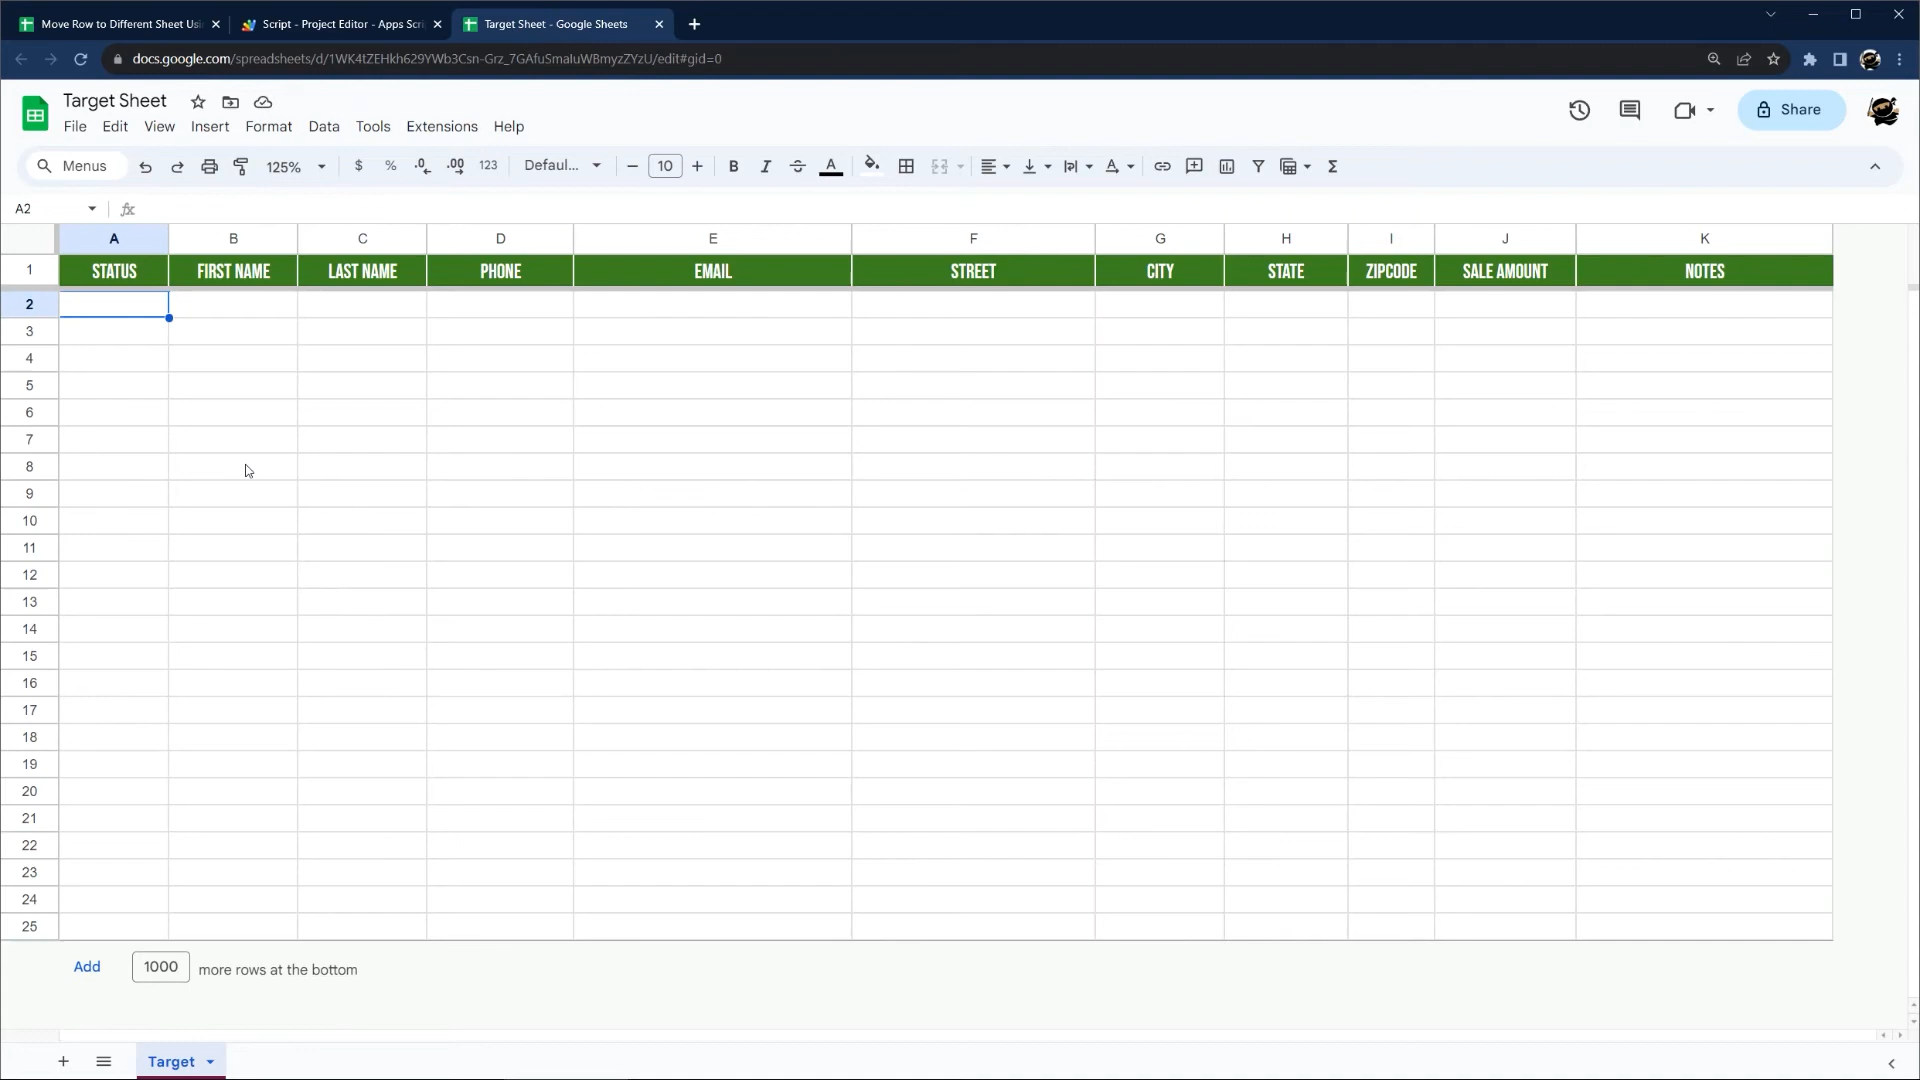 Move Row to Different Sheet Usi
Script - Project Editor - Apps Scri
Target Sheet - Google Sheets
docs.google.com/spreadsheets/d/1WK4tZEHkh629YWb3Csn-Grz_7GAfuSmaluWBmyzZYzU/edit#gid=0
Target Sheet
File Edit View Insert Format Data Tools Extensions Help
Share
Menus 125% $ % .0 .00 123 Defaul... − 10 + B I S A Σ
A2 fx
A B C D E F G H I J K
1 STATUS FIRST NAME LAST NAME PHONE EMAIL STREET CITY STATE ZIPCODE SALE AMOUNT NOTES
2
3
4
5
6
7
8
9
10
11
12
13
14
15
16
17
18
19
20
21
22
23
24
25
Add 1000 more rows at the bottom
Target